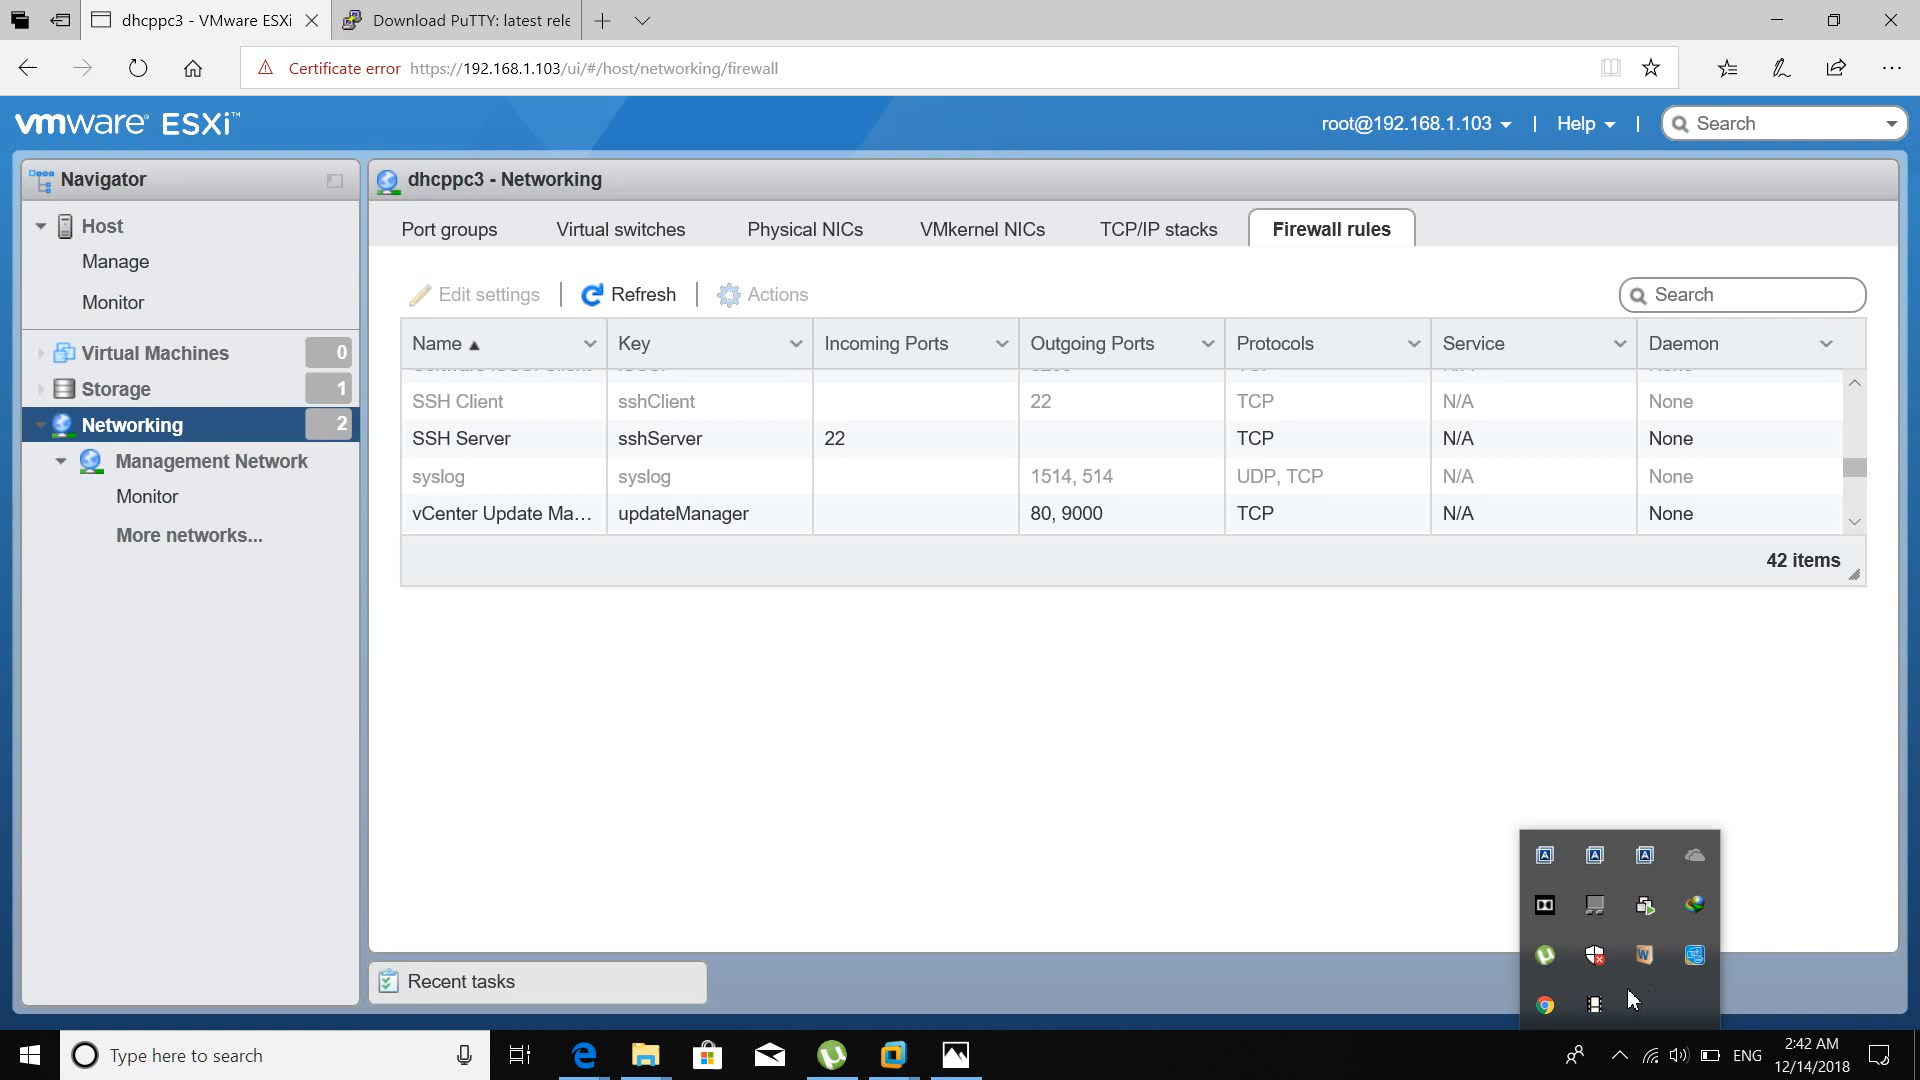 dhcppc3 - VMware ESXi
Download PuTTY: latest rele
Certificate error https://192.168.1.103/ui/#/host/networking/firewall
vmware ESXi™
root@192.168.1.103 | Help | Search
Navigator
Host
Manage
Monitor
Virtual Machines 0
Storage 1
Networking 2
Management Network
Monitor
More networks...
dhcppc3 - Networking
Port groups Virtual switches Physical NICs VMkernel NICs TCP/IP stacks Firewall rules
Edit settings | Refresh | Actions Search
Name Key Incoming Ports Outgoing Ports Protocols Service Daemon
SSH Client sshClient 22 TCP N/A None
SSH Server sshServer 22 TCP N/A None
syslog syslog 1514, 514 UDP, TCP N/A None
vCenter Update Ma... updateManager 80, 9000 TCP N/A None
42 items
Recent tasks
Type here to search
ENG
2:42 AM
12/14/2018